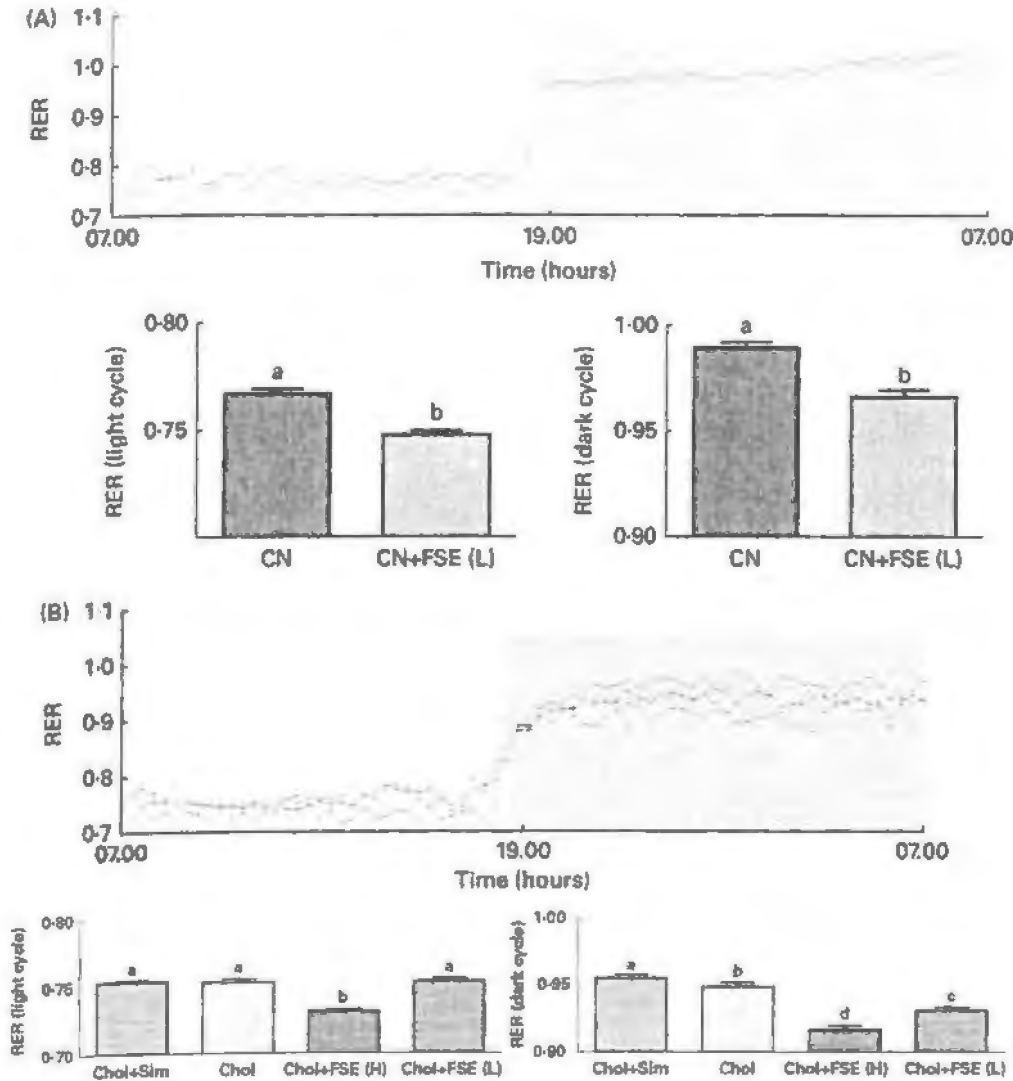 (A)
1·1
1·0
0·9
0·8
0·7
RER
07.00
19.00
07.00
Time (hours)
0·80
0·75
RER (light cycle)
a
b
CN
CN+FSE (L)
1·00
0·95
0·90
RER (dark cycle)
a
b
CN
CN+FSE (L)
(B)
1·1
1·0
0·9
0·8
0·7
RER
07.00
19.00
07.00
Time (hours)
0·80
0·75
0·70
RER (light cycle)
a
a
b
a
Chol+Sim
Chol
Chol+FSE (H)
Chol+FSE (L)
1·00
0·95
0·90
RER (dark cycle)
a
b
d
c
Chol+Sim
Chol
Chol+FSE (H)
Chol+FSE (L)